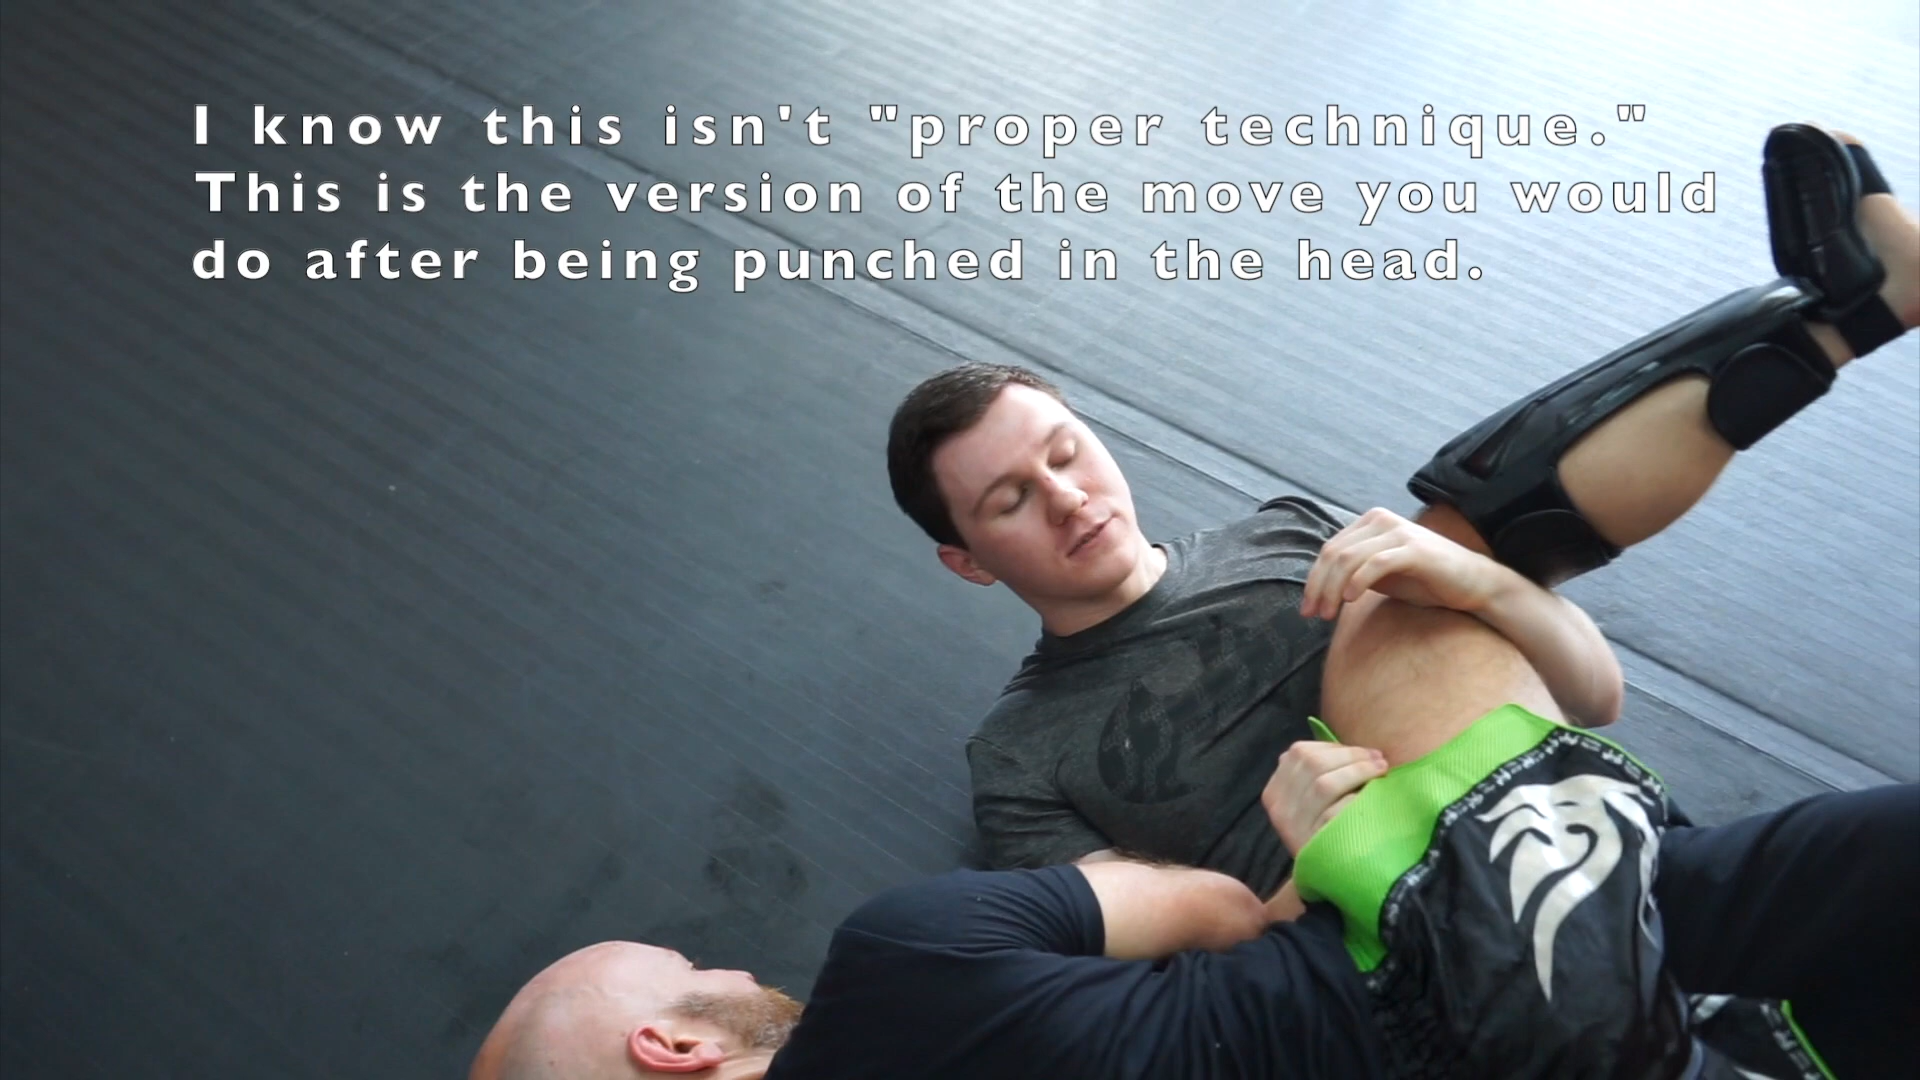 I know this isn't "proper technique."
This is the version of the move you would
do after being punched in the head.